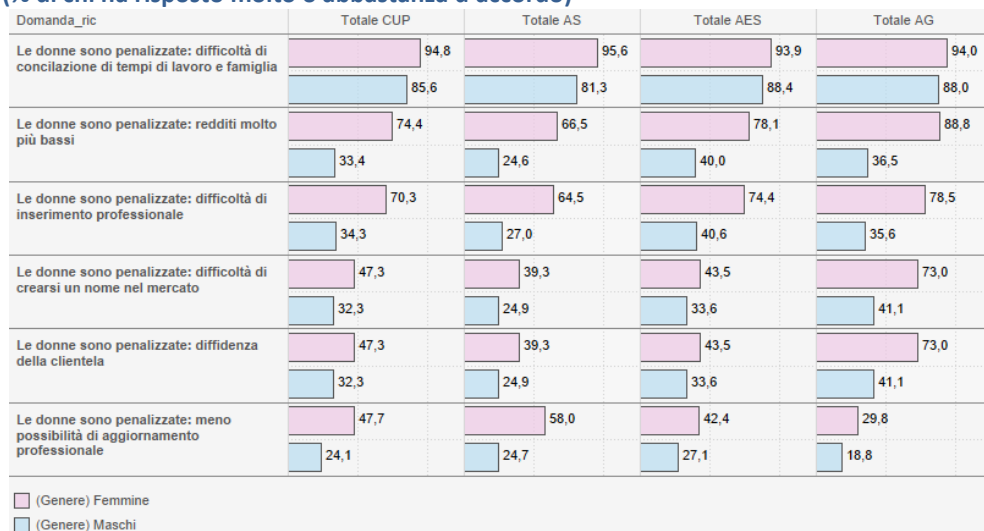 (% di chi ha risposto molto o abbastanza d'accordo)
Domanda_ric Totale CUP Totale AS Totale AES Totale AG
Le donne sono penalizzate: difficoltà di
concilazione di tempi di lavoro e famiglia
94,8 95,6 93,9 94,0
85,6 81,3 88,4 88,0
Le donne sono penalizzate: redditi molto
più bassi
74,4 66,5 78,1 88,8
33,4 24,6 40,0 36,5
Le donne sono penalizzate: difficoltà di
inserimento professionale
70,3 64,5 74,4 78,5
34,3 27,0 40,6 35,6
Le donne sono penalizzate: difficoltà di
crearsi un nome nel mercato
47,3 39,3 43,5 73,0
32,3 24,9 33,6 41,1
Le donne sono penalizzate: diffidenza
della clientela
47,3 39,3 43,5 73,0
32,3 24,9 33,6 41,1
Le donne sono penalizzate: meno
possibilità di aggiornamento
professionale
47,7 58,0 42,4 29,8
24,1 24,7 27,1 18,8
(Genere) Femmine
(Genere) Maschi